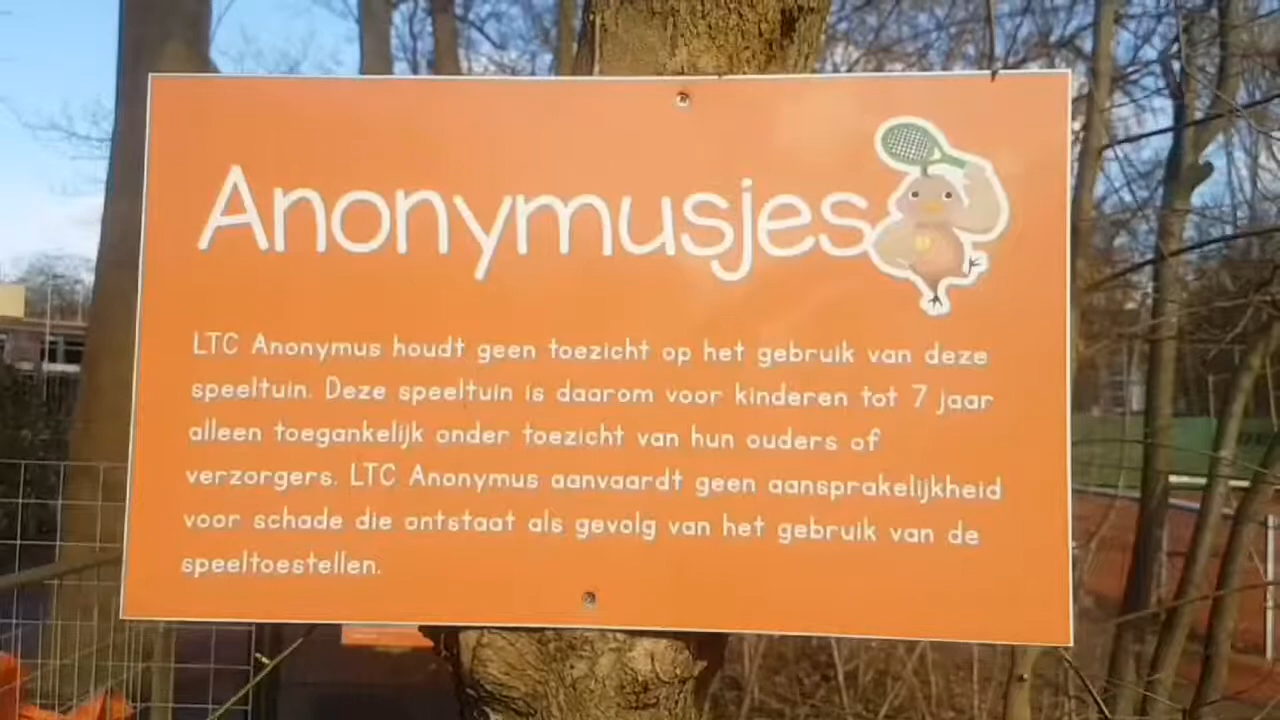 Anonymusjes
LTC Anonymus houdt geen toezicht op het gebruik van deze
speeltuin. Deze speeltuin is daarom voor kinderen tot 7 jaar
alleen toegankelijk onder toezicht van hun ouders of
verzorgers. LTC Anonymus aanvaardt geen aansprakelijkheid
voor schade die ontstaat als gevolg van het gebruik van de
speeltoestellen.